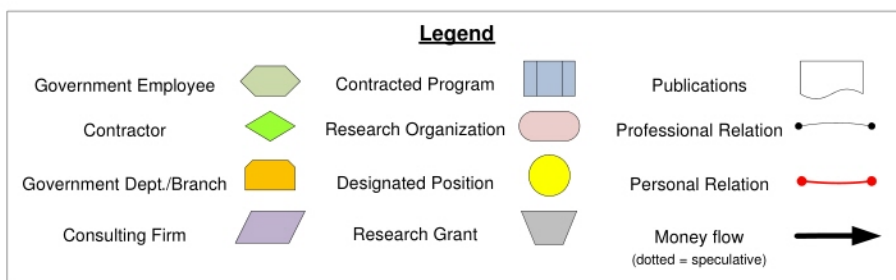 Legend
Government Employee
Contracted Program
Publications
Contractor
Research Organization
Professional Relation
Government Dept./Branch
Designated Position
Personal Relation
Consulting Firm
Research Grant
Money flow
(dotted = speculative)